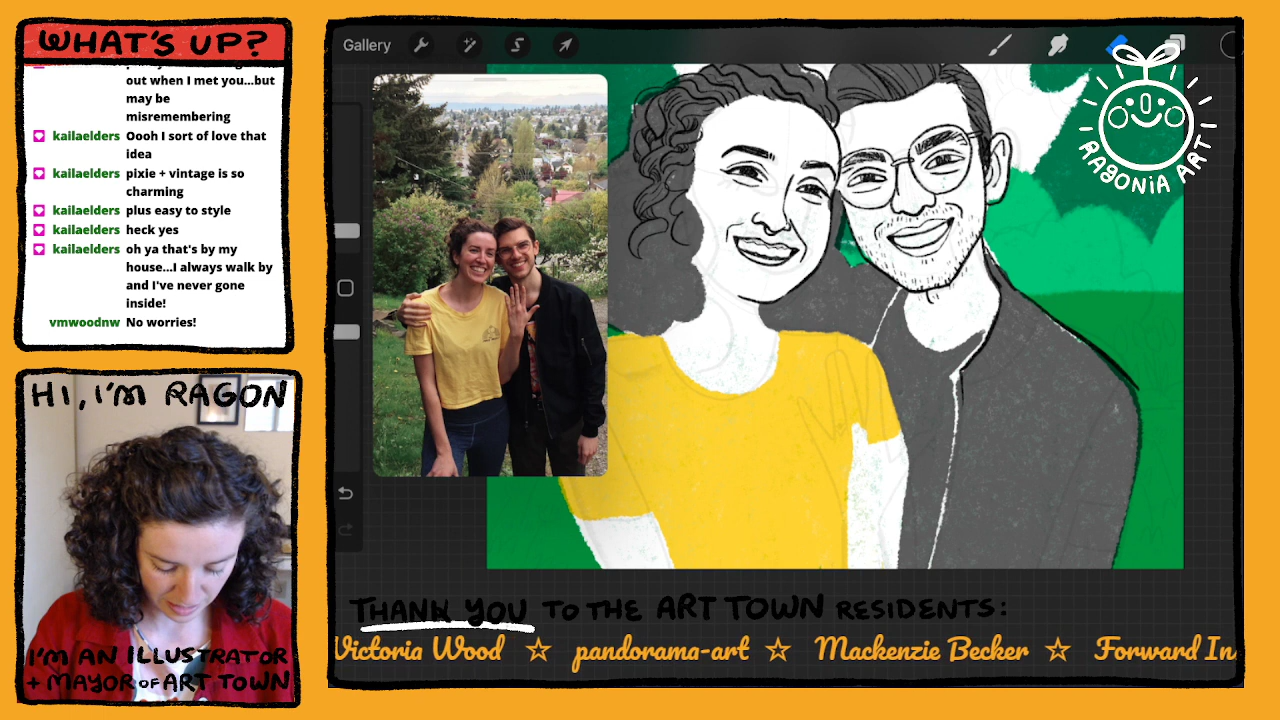 WHAT'S UP?
out when I met you...but
may be
misremembering
kailaelders Oooh I sort of love that
idea
kailaelders pixie + vintage is so
charming
kailaelders plus easy to style
kailaelders heck yes
kailaelders oh ya that's by my
house...I always walk by
and I've never gone
inside!
vmwoodnw No worries!
HI, I'M RAGON
I'M AN ILLUSTRATOR
+ MAYOR OF ART TOWN
Gallery
RAGONIA ART
THANK YOU TO THE ART TOWN RESIDENTS:
Victoria Wood ☆ pandorama-art ☆ Mackenzie Becker ☆ Forward In